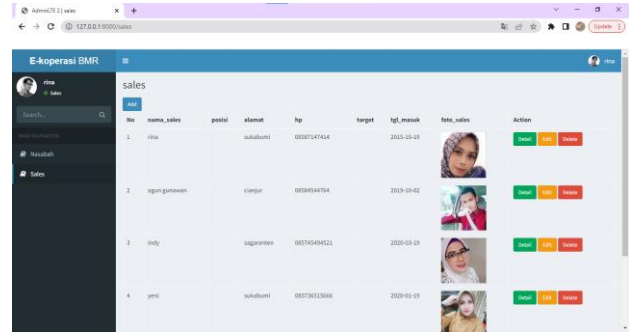 AdminLTE 2 | sales
127.0.0.1:8000/sales
Update
E-koperasi BMR
rina
rina
Sales
Search...
MAIN NAVIGATION
Nasabah
Sales
sales
Add
No nama_sales posisi alamat hp target tgl_masuk foto_sales Action
1 rina sukabumi 08587147414 2015-10-19 Detail Edit Delete
2 agun gunawan cianjur 08584544764 2019-10-02 Detail Edit Delete
3 indy sagaranten 085745494521 2020-03-19 Detail Edit Delete
4 yeni sukabumi 085736515666 2020-01-19 Detail Edit Delete